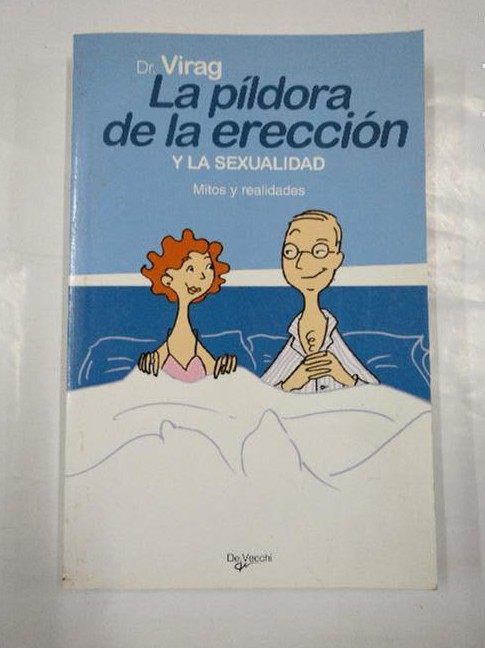 Dr. Virag
La píldora
de la erección
Y LA SEXUALIDAD
Mitos y realidades
De Vecchi